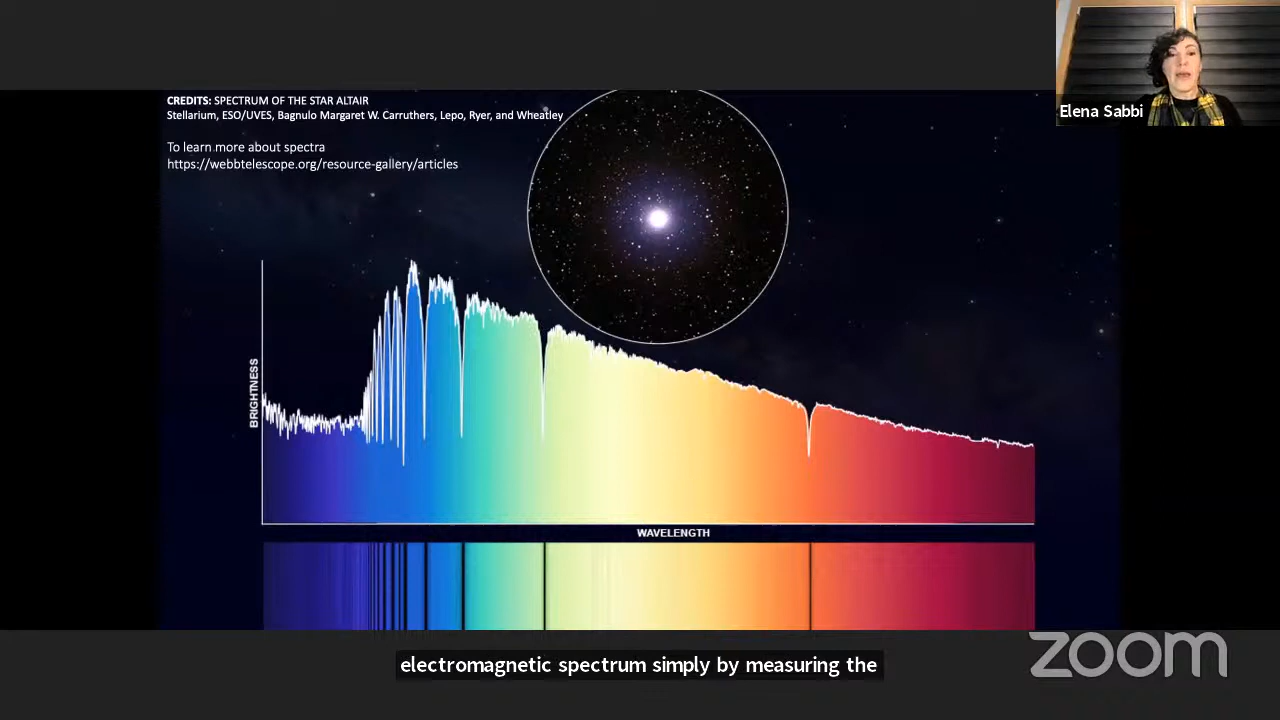 CREDITS: SPECTRUM OF THE STAR ALTAIR
Stellarium, ESO/UVES, Bagnulo Margaret W. Carruthers, Lepo, Ryer, and Wheatley
To learn more about spectra
https://webbtelescope.org/resource-gallery/articles
Elena Sabbi
BRIGHTNESS
WAVELENGTH
electromagnetic spectrum simply by measuring the
zoom